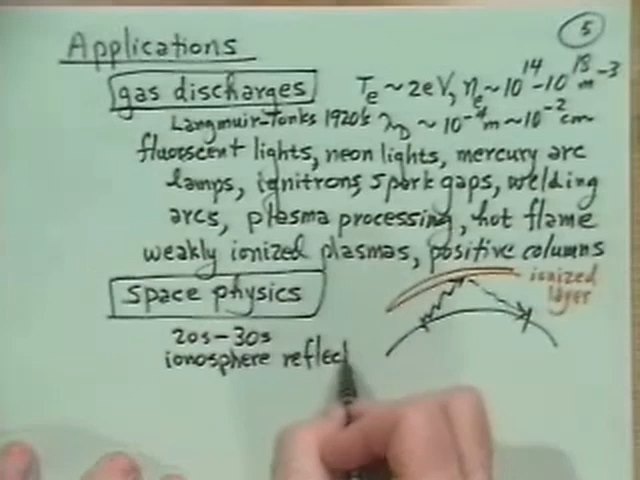 5
Applications
gas discharges Te ~ 2eV, ne ~ 10^14 - 10^18 m^-3
Langmuir-Tonks 1920's λD ~ 10^-4 m ~ 10^-2 cm
fluorscent lights, neon lights, mercury arc
lamps, ignitrons, spark gaps, welding
arcs, plasma processing, hot flame
weakly ionized plasmas, positive columns
space physics
ionized
layer
20s-30s
ionosphere reflec